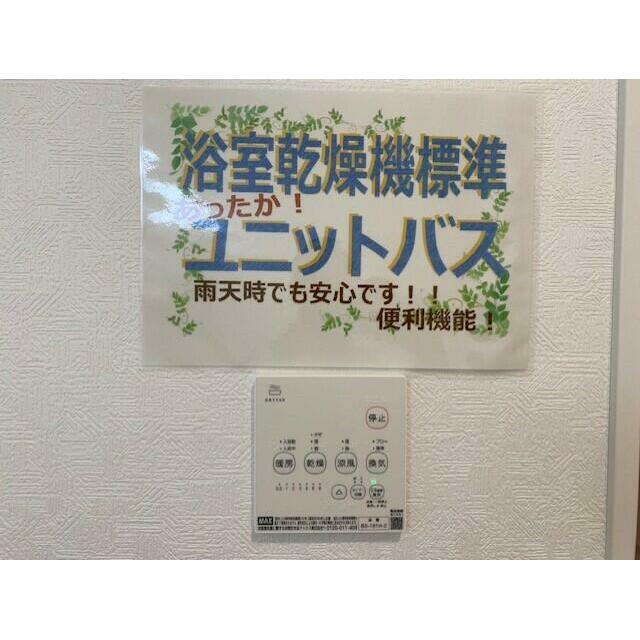 浴室乾燥機標準
あったか！
ユニットバス
雨天時でも安心です！！
便利機能！
停止
暖房
乾燥
涼風
換気
MAX